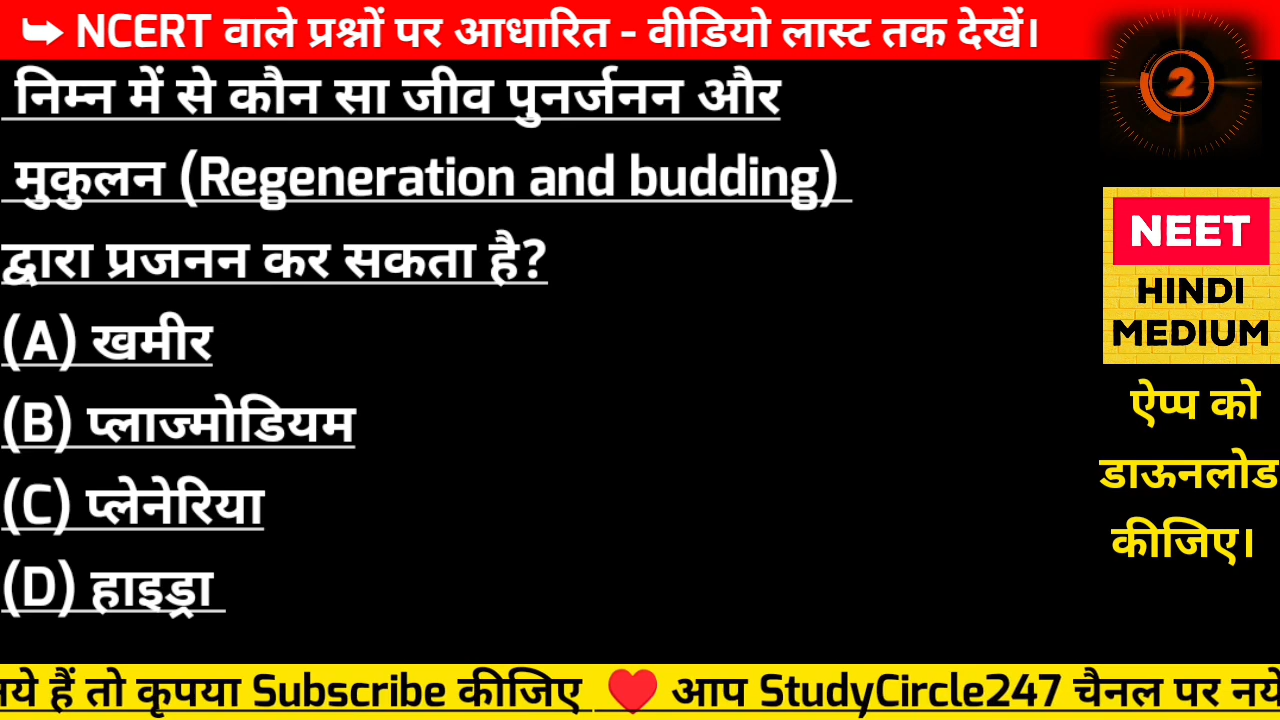 ➥ NCERT वाले प्रश्नों पर आधारित - वीडियो लास्ट तक देखें।
2
निम्न में से कौन सा जीव पुनर्जनन और
मुकुलन (Regeneration and budding)
द्वारा प्रजनन कर सकता है?
(A) खमीर
(B) प्लाज्मोडियम
(C) प्लेनेरिया
(D) हाइड्रा
NEET
HINDI
MEDIUM
ऐप्प को
डाऊनलोड
कीजिए।
नये हैं तो कृपया Subscribe कीजिए ❤️ आप StudyCircle247 चैनल पर नये